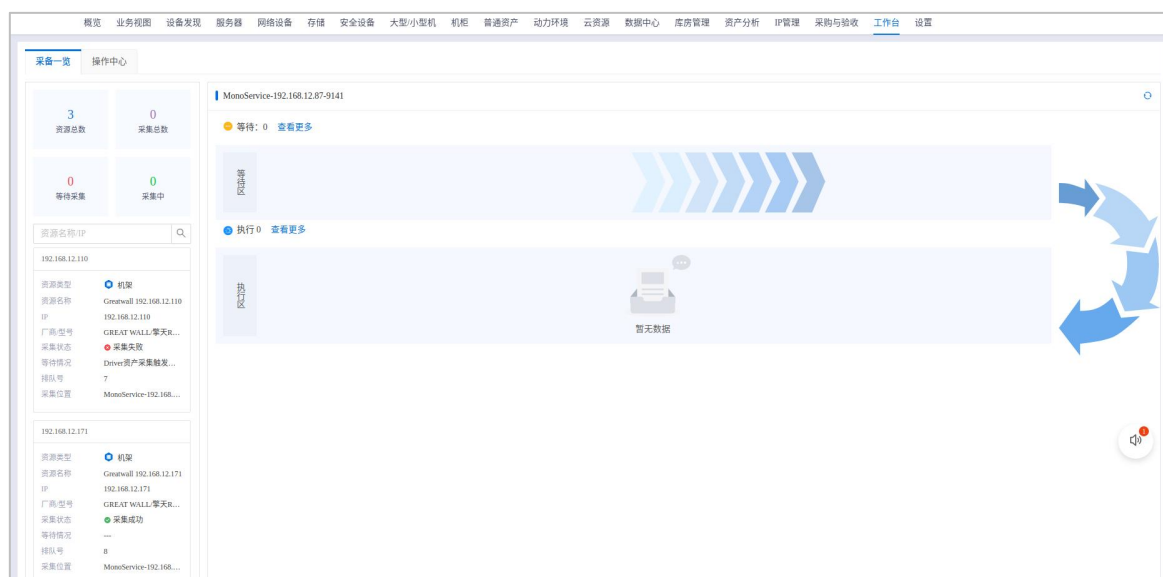 概览 业务视图 设备发现 服务器 网络设备 存储 安全设备 大型/小型机 机柜 普通资产 动力环境 云资源 数据中心 库房管理 资产分析 IP管理 采购与验收 工作台 设置
采备一览 操作中心
3 0
资源总数 采集总数
0 0
等待采集 采集中
资源名称/IP
192.168.12.110
资源类型 机架
资源名称 Greatwall 192.168.12.110
IP 192.168.12.110
厂商/型号 GREAT WALL/擎天R...
采集状态 采集失败
等待情况 Driver资产采集触发...
排队号 7
采集位置 MonoService-192.168....
192.168.12.171
资源类型 机架
资源名称 Greatwall 192.168.12.171
IP 192.168.12.171
厂商/型号 GREAT WALL/擎天R...
采集状态 采集成功
等待情况 —
排队号 8
采集位置 MonoService-192.168....
MonoService-192.168.12.87-9141
等待：0 查看更多
等待区
执行 0 查看更多
执行区
暂无数据
1